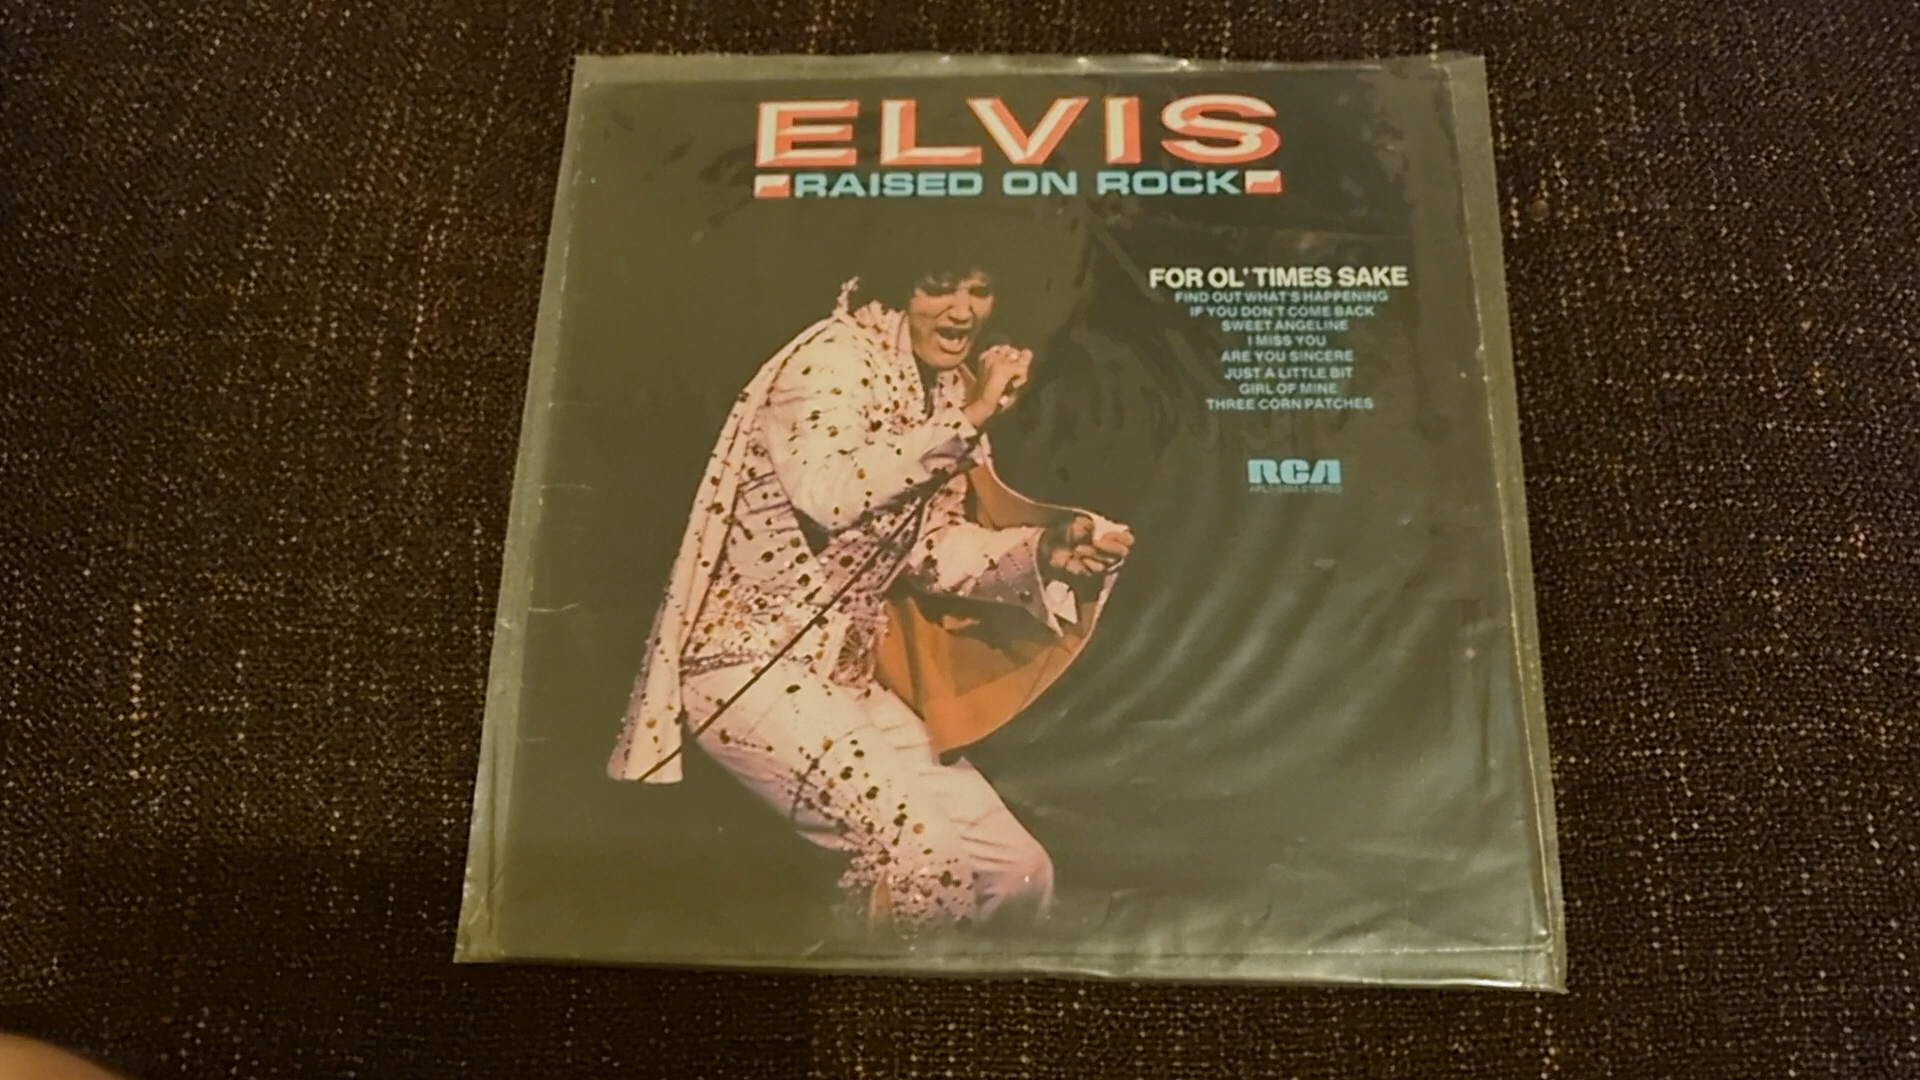 ELVIS
RAISED ON ROCK
FOR OL' TIMES SAKE
FIND OUT WHAT'S HAPPENING
IF YOU DON'T COME BACK
SWEET ANGELINE
I MISS YOU
ARE YOU SINCERE
JUST A LITTLE BIT
GIRL OF MINE
THREE CORN PATCHES
RCA
STEREO